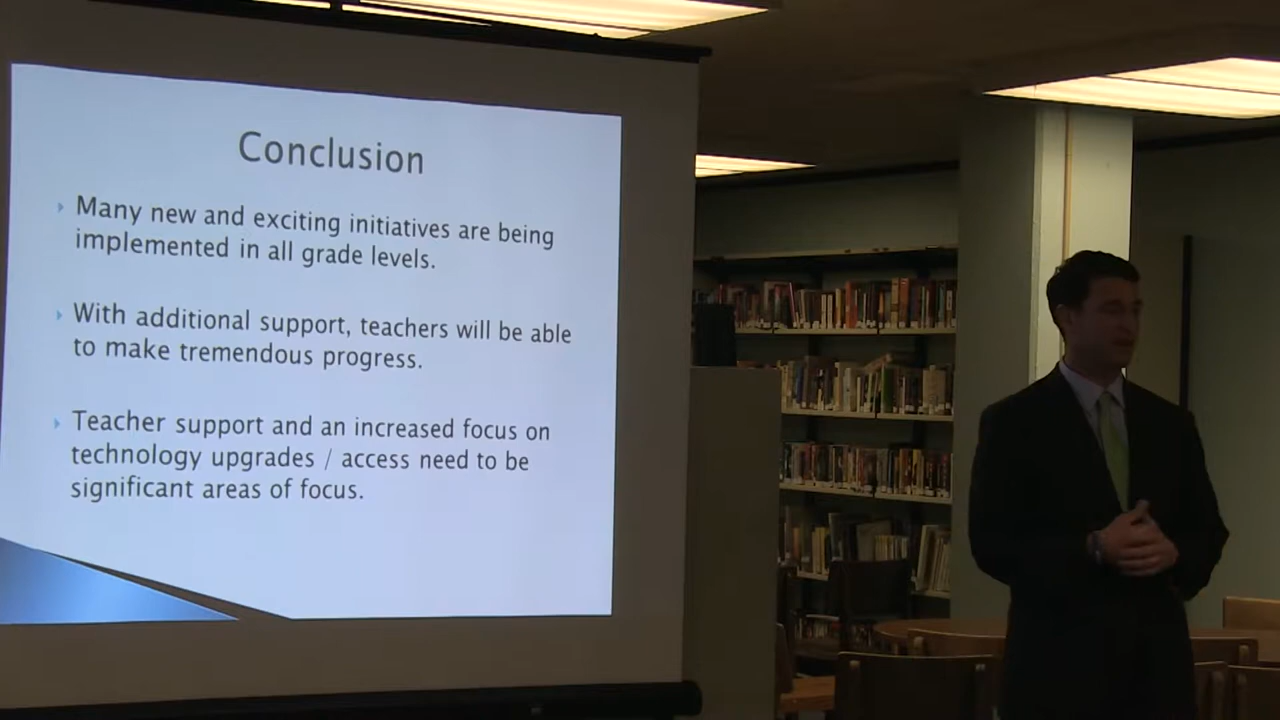 Conclusion
Many new and exciting initiatives are being
implemented in all grade levels.
With additional support, teachers will be able
to make tremendous progress.
Teacher support and an increased focus on
technology upgrades / access need to be
significant areas of focus.